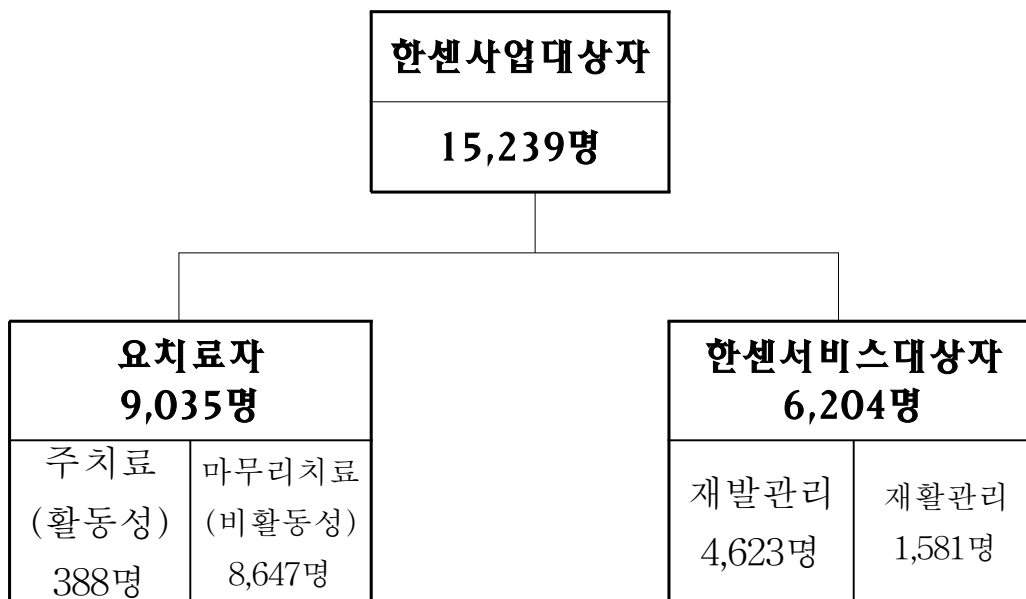 한센사업대상자
15,239명
요치료자
9,035명
주치료
(활동성)
388명
마무리치료
(비활동성)
8,647명
한센서비스대상자
6,204명
재발관리
4,623명
재활관리
1,581명